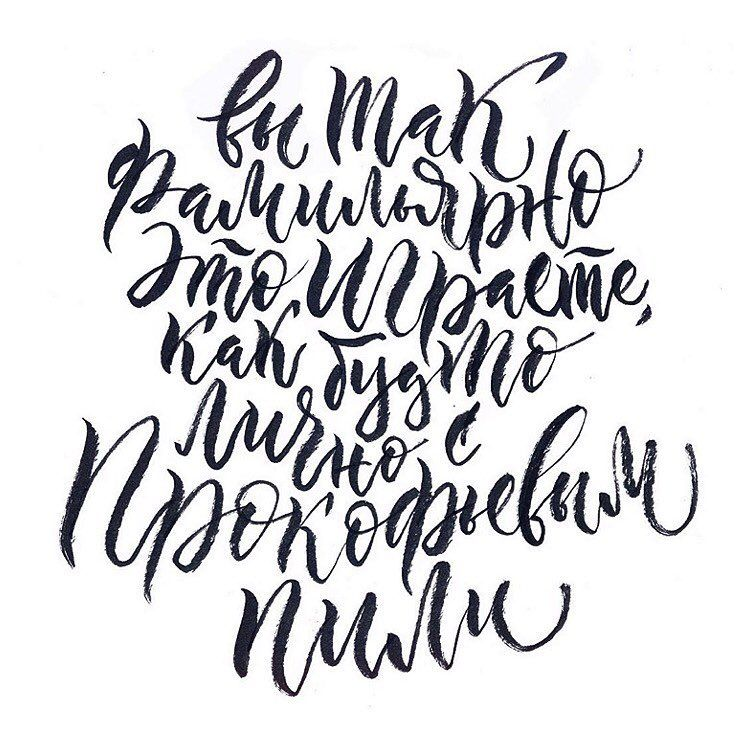 вы так
фамильярно
это играете,
как будто
лично с
Прокофьевым
пили